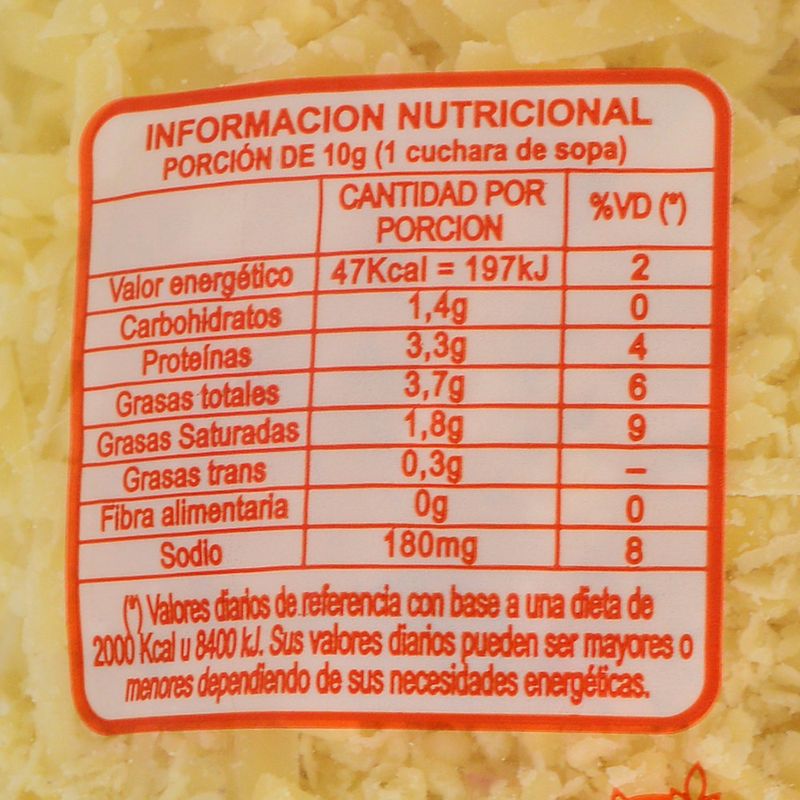 INFORMACION NUTRICIONAL
PORCIÓN DE 10g (1 cuchara de sopa)
CANTIDAD POR PORCION %VD (*)
Valor energético 47Kcal = 197kJ 2
Carbohidratos 1,4g 0
Proteínas 3,3g 4
Grasas totales 3,7g 6
Grasas Saturadas 1,8g 9
Grasas trans 0,3g –
Fibra alimentaria 0g 0
Sodio 180mg 8
(*) Valores diarios de referencia con base a una dieta de
2000 Kcal u 8400 kJ. Sus valores diarios pueden ser mayores o
menores dependiendo de sus necesidades energéticas.